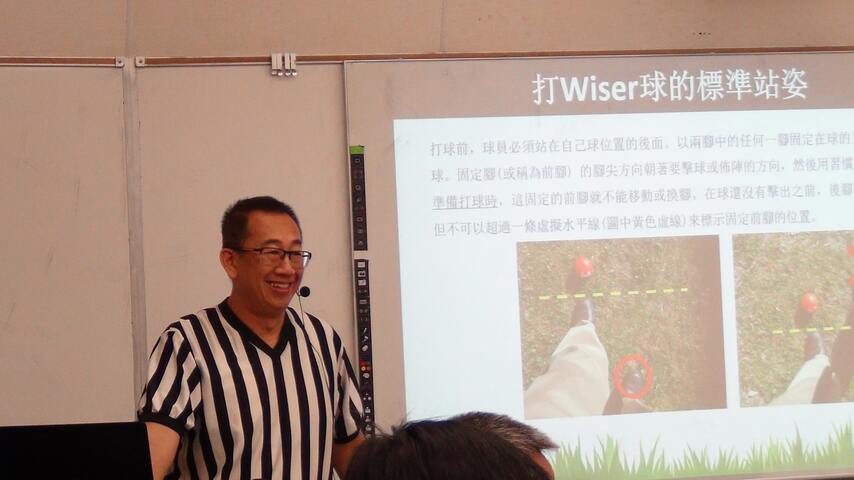 打Wiser球的標準站姿
打球前，球員必須站在自己球位置的後面。以兩腳中的任何一腳固定在球的
球。固定腳(或稱為前腳) 的腳尖方向朝著要擊球或佈陣的方向，然後用習慣
準備打球時，這固定的前腳就不能移動或換腳，在球還沒有擊出之前，後腳
但不可以超過一條虛擬水平線(圖中黃色虛線)來標示固定前腳的位置。